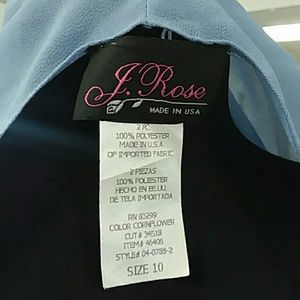 J. Rose
MADE IN USA
2 PC
100% POLYESTER
MADE IN U.S.A
OF IMPORTED FABRIC
2 PIEZAS
100% POLYESTER
HECHO EN EE.UU.
DE TELA IMPORTADA
RN 83299
COLOR CORNFLOWER
CUT# 34518
ITEM# 46406
STYLE# 04-0788-2
SIZE 10